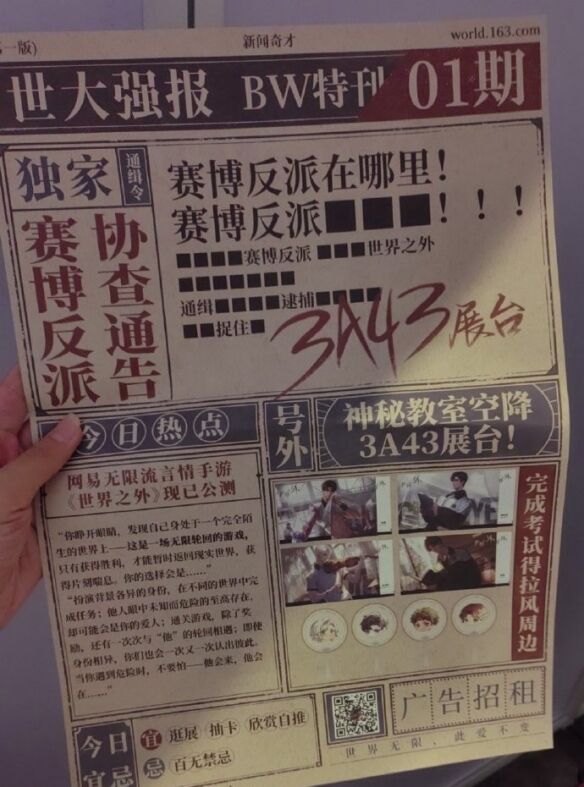 第一版)
新闻奇才
world.163.com
世大强报 BW特刊 01期
独家
通缉令
协查通告
赛博反派
赛博反派在哪里！
赛博反派■■■！！！
■■■■赛博反派 ■■■世界之外
■■■■■■■
通缉■■■■逮捕■■■■
■■捉住■
3A43展台
今日热点
网易无限流言情手游
《世界之外》现已公测
“你睁开眼睛，发现自己身处于一个完全陌
生的世界上——这是一场无限轮回的游戏，
只有获得胜利，才能暂时返回现实世界，获
得片刻喘息，你的选择会是……”
“扮演背景各异的身份，在不同的世界中完
成任务；他人眼中未知而危险的至高存在，
却可能会是你的爱人；通关游戏，除了奖
励，还有一次次与“他”的轮回相遇；即使
身份相异，你们也会一次又一次认出彼此。
当你遇到危险时，不要怕——他会来，他会
在……”
号外
神秘教室空降
3A43展台！
完成考试得拉风周边
今日宜忌
宜 逛展 抽卡 欣赏自推
忌 百无禁忌
广告招租
世界无限，此爱不变